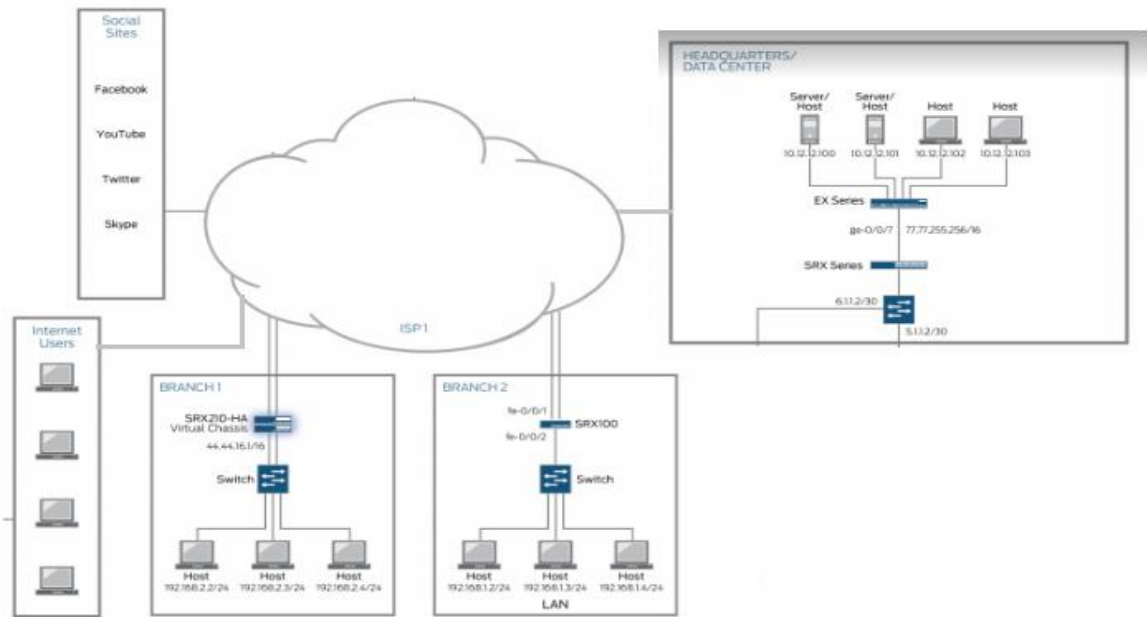 Social
Sites
Facebook
YouTube
Twitter
Skype
HEADQUARTERS/
DATA CENTER
Server/
Host
10.12.12.100
Server/
Host
10.12.12.101
Host
10.12.12.102
Host
10.12.12.103
EX Series
ge-0/0/7
77.77.255.256/16
SRX Series
6.1.1.2/30
5.1.1.2/30
ISP 1
Internet
Users
BRANCH 1
SRX210-HA
Virtual Chassis
44.44.16.1/16
Switch
Host
192.168.2.2/24
Host
192.168.2.3/24
Host
192.168.2.4/24
BRANCH 2
fe-0/0/1
SRX100
fe-0/0/2
Switch
Host
192.168.1.2/24
Host
192.168.1.3/24
Host
192.168.1.4/24
LAN